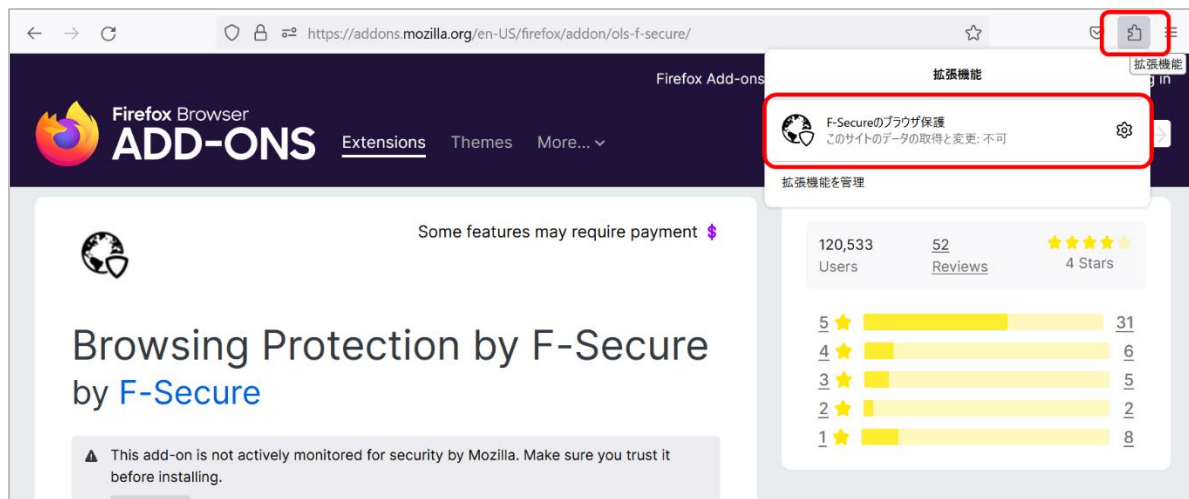 https://addons.mozilla.org/en-US/firefox/addon/ols-f-secure/
拡張機能
Firefox Add-ons
拡張機能
Firefox Browser
ADD-ONS
Extensions
Themes
More...
F-Secureのブラウザ保護
このサイトのデータの取得と変更: 不可
拡張機能を管理
Some features may require payment $
Browsing Protection by F-Secure
by F-Secure
This add-on is not actively monitored for security by Mozilla. Make sure you trust it
before installing.
120,533
Users
52
Reviews
4 Stars
5 31
4 6
3 5
2 2
1 8